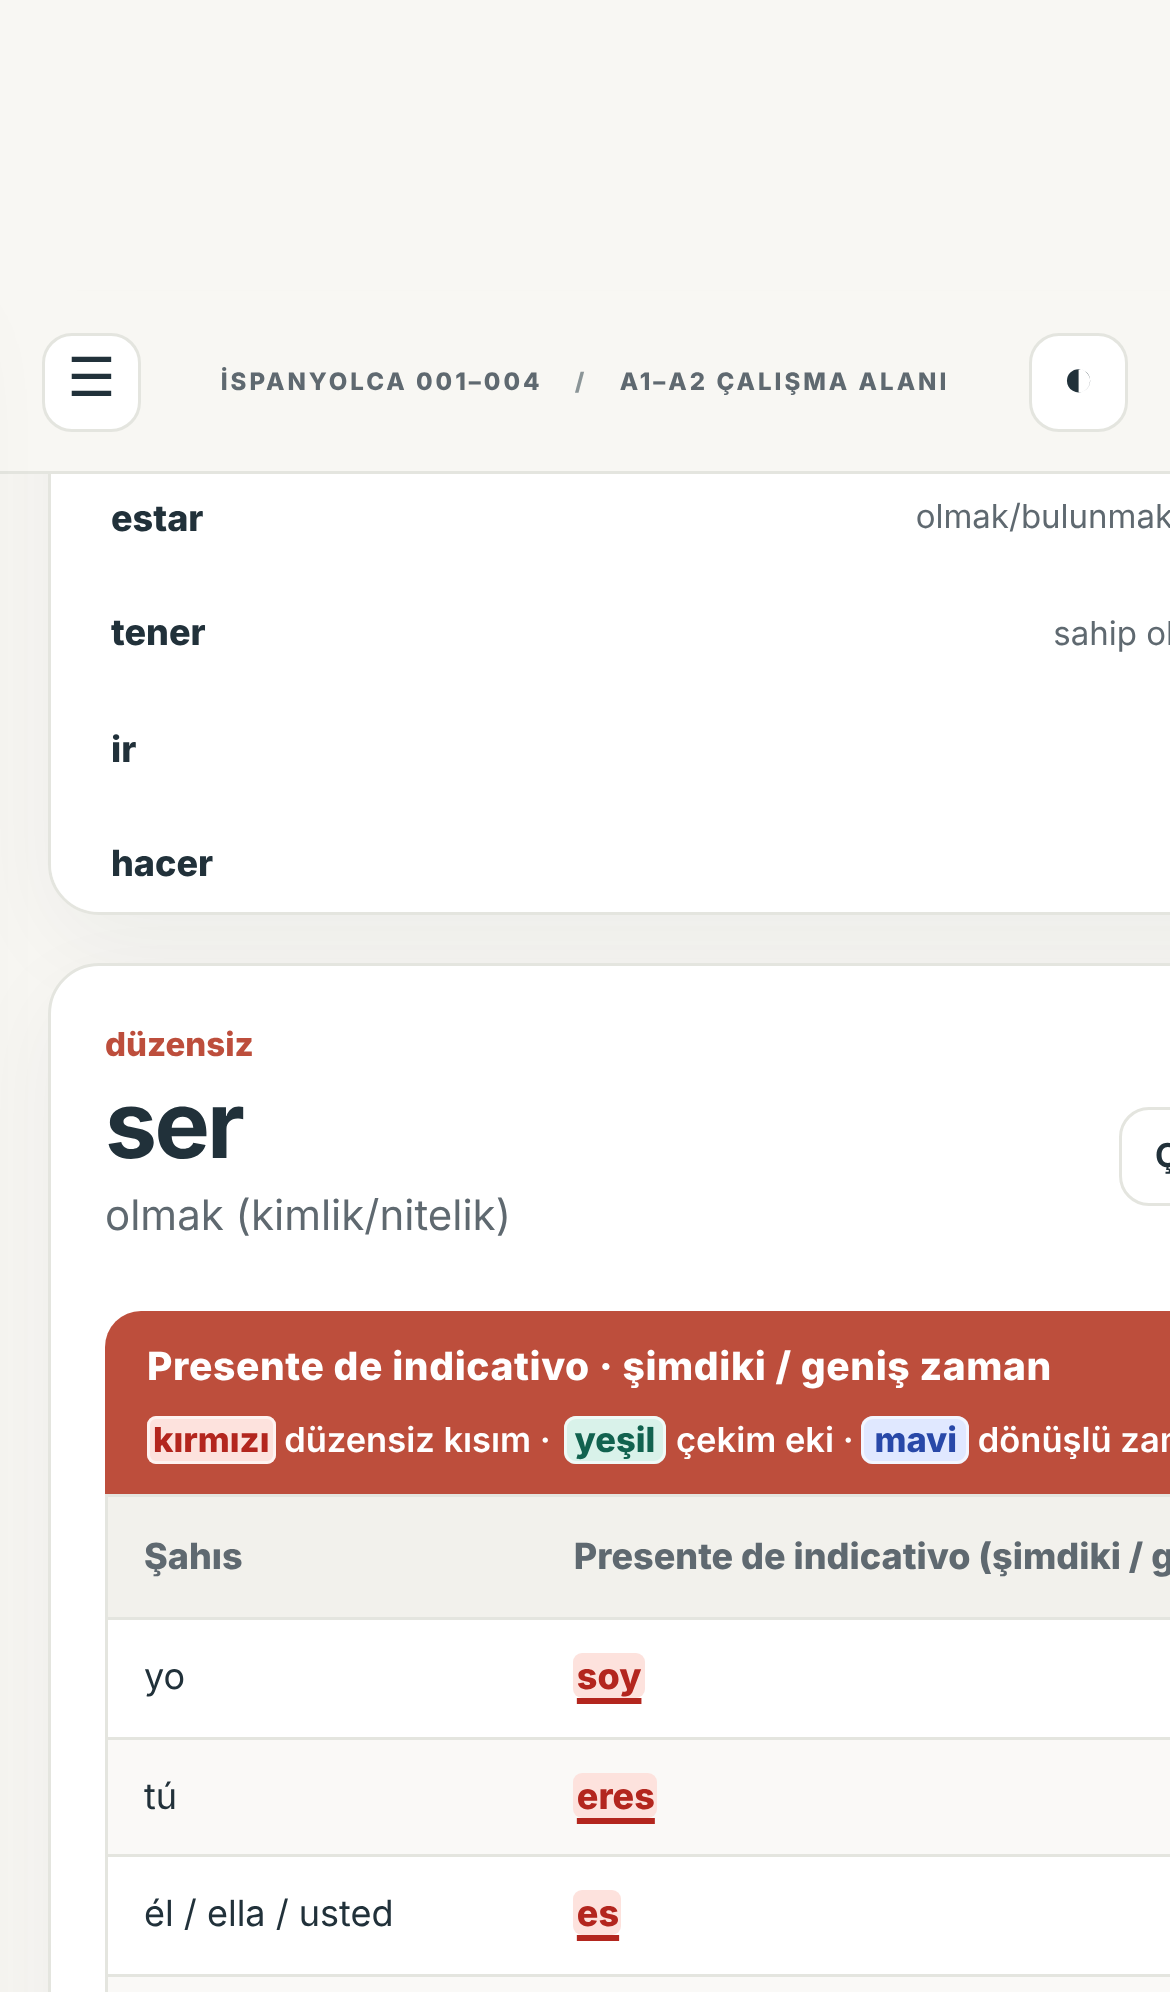 İSPANYOLCA 001–004 / A1–A2 ÇALIŞMA ALANI
estar olmak/bulunmak
tener sahip
ir
hacer
düzensiz
ser
olmak (kimlik/nitelik)
Presente de indicativo · şimdiki / geniş zaman
kırmızı düzensiz kısım · yeşil çekim eki · mavi dönüşlü
Şahıs Presente de indicativo (şimdiki /
yo soy
tú eres
él / ella / usted es